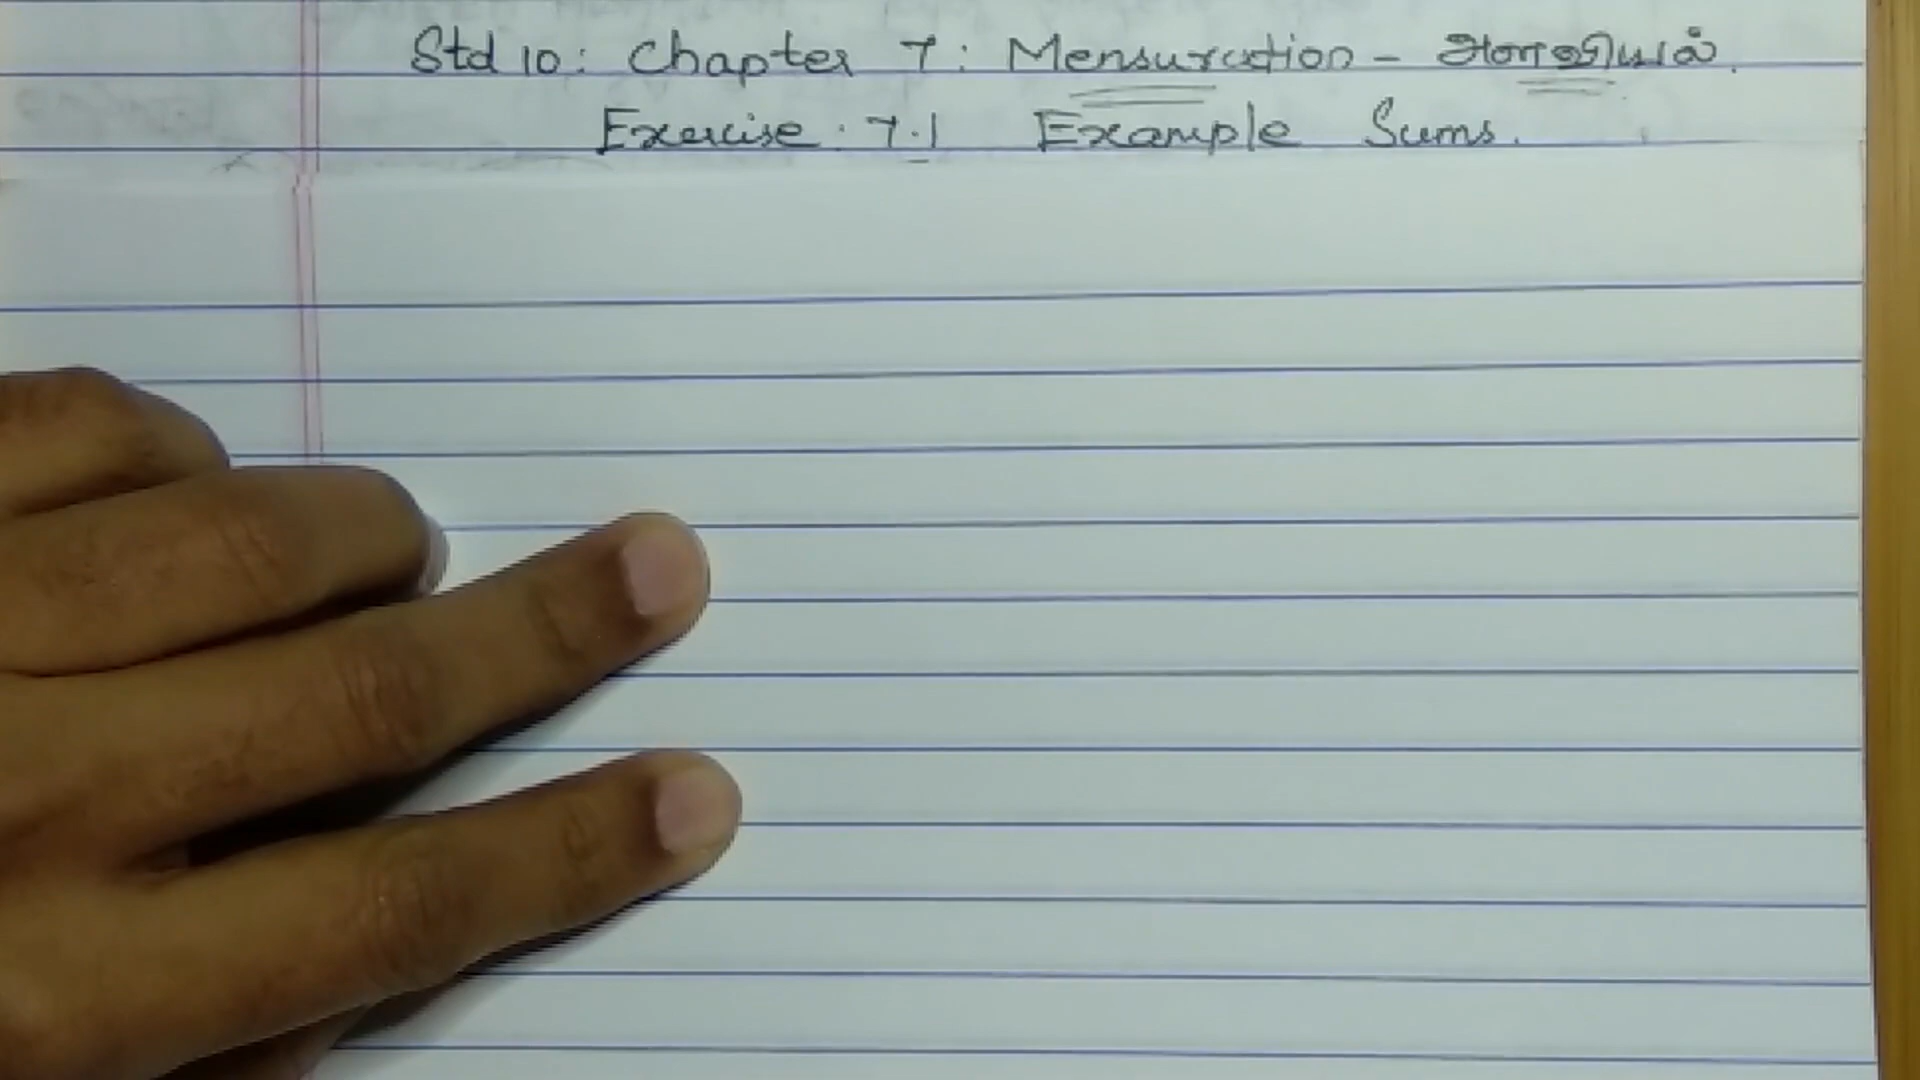 Std 10: Chapter 7: Mensuration - அளவியல்.
Exercise: 7.1 Example Sums.